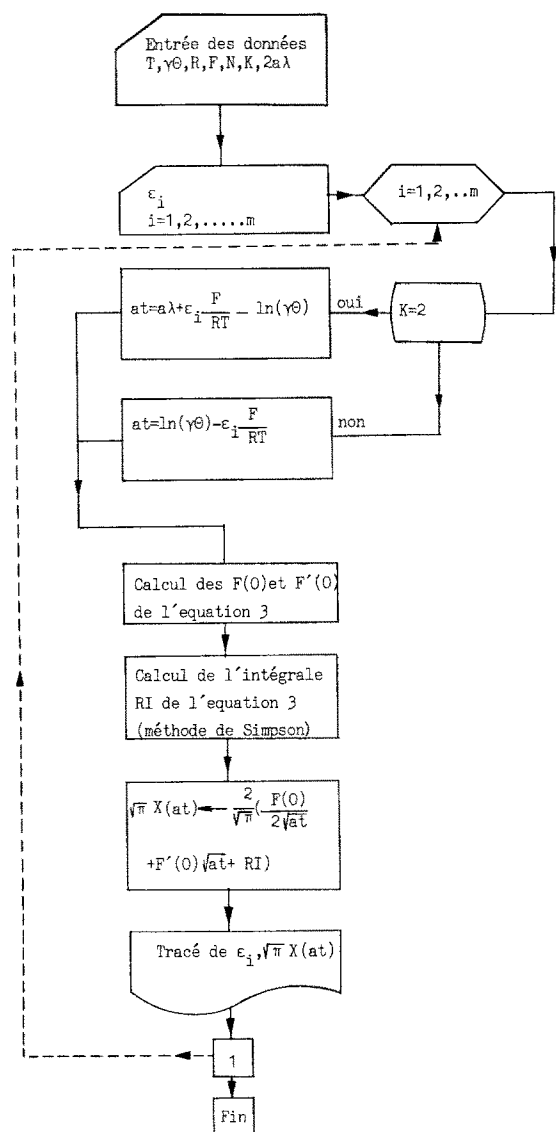 Entrée des données
T,γΘ,R,F,N,K,2aλ
ε_i
i=1,2,.....m
i=1,2,..m
at=aλ+ε_i F/RT - ln(γΘ)
oui
K=2
at=ln(γΘ)-ε_i F/RT
non
Calcul des F(0)et F´(0)
de l´equation 3
Calcul de l´intégrale
RI de l´equation 3
(méthode de Simpson)
√π X(at)← 2/√π (F(0)/2√at
+F´(0)√at+ RI)
Tracé de ε_i,√π X(at)
1
Fin